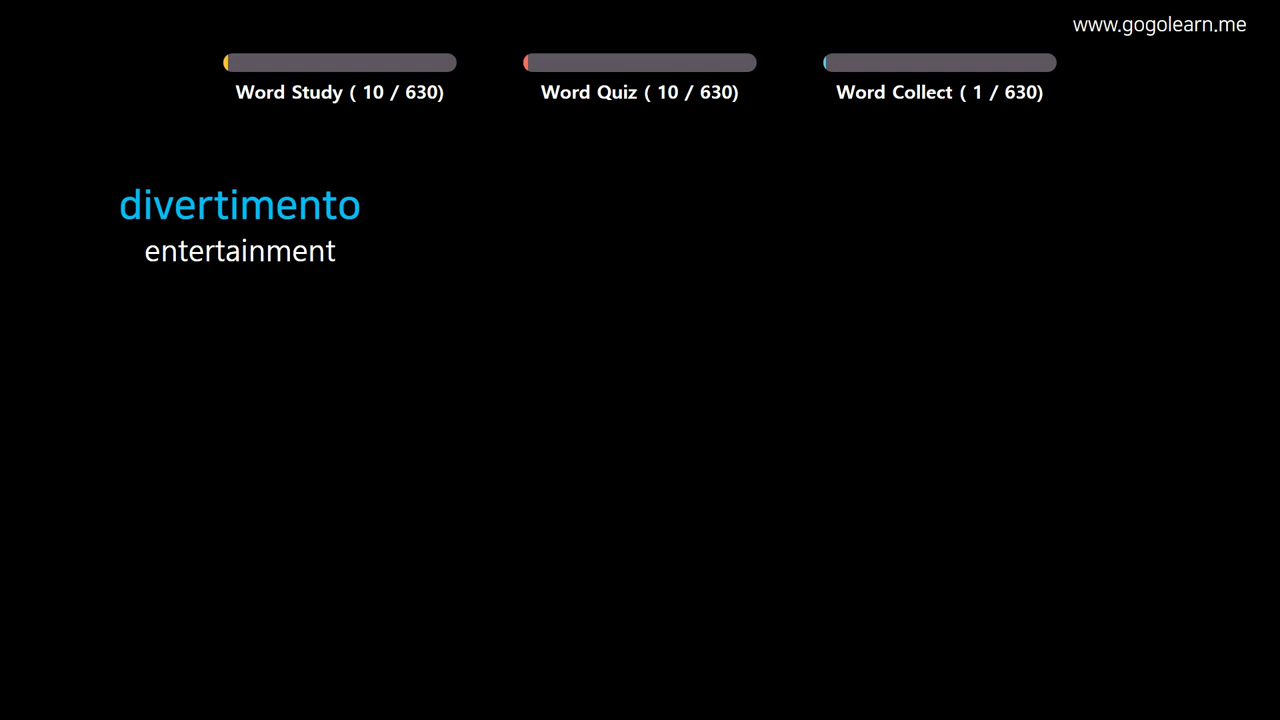 www.gogolearn.me
Word Study ( 10 / 630)
Word Quiz ( 10 / 630)
Word Collect ( 1 / 630)
divertimento
entertainment